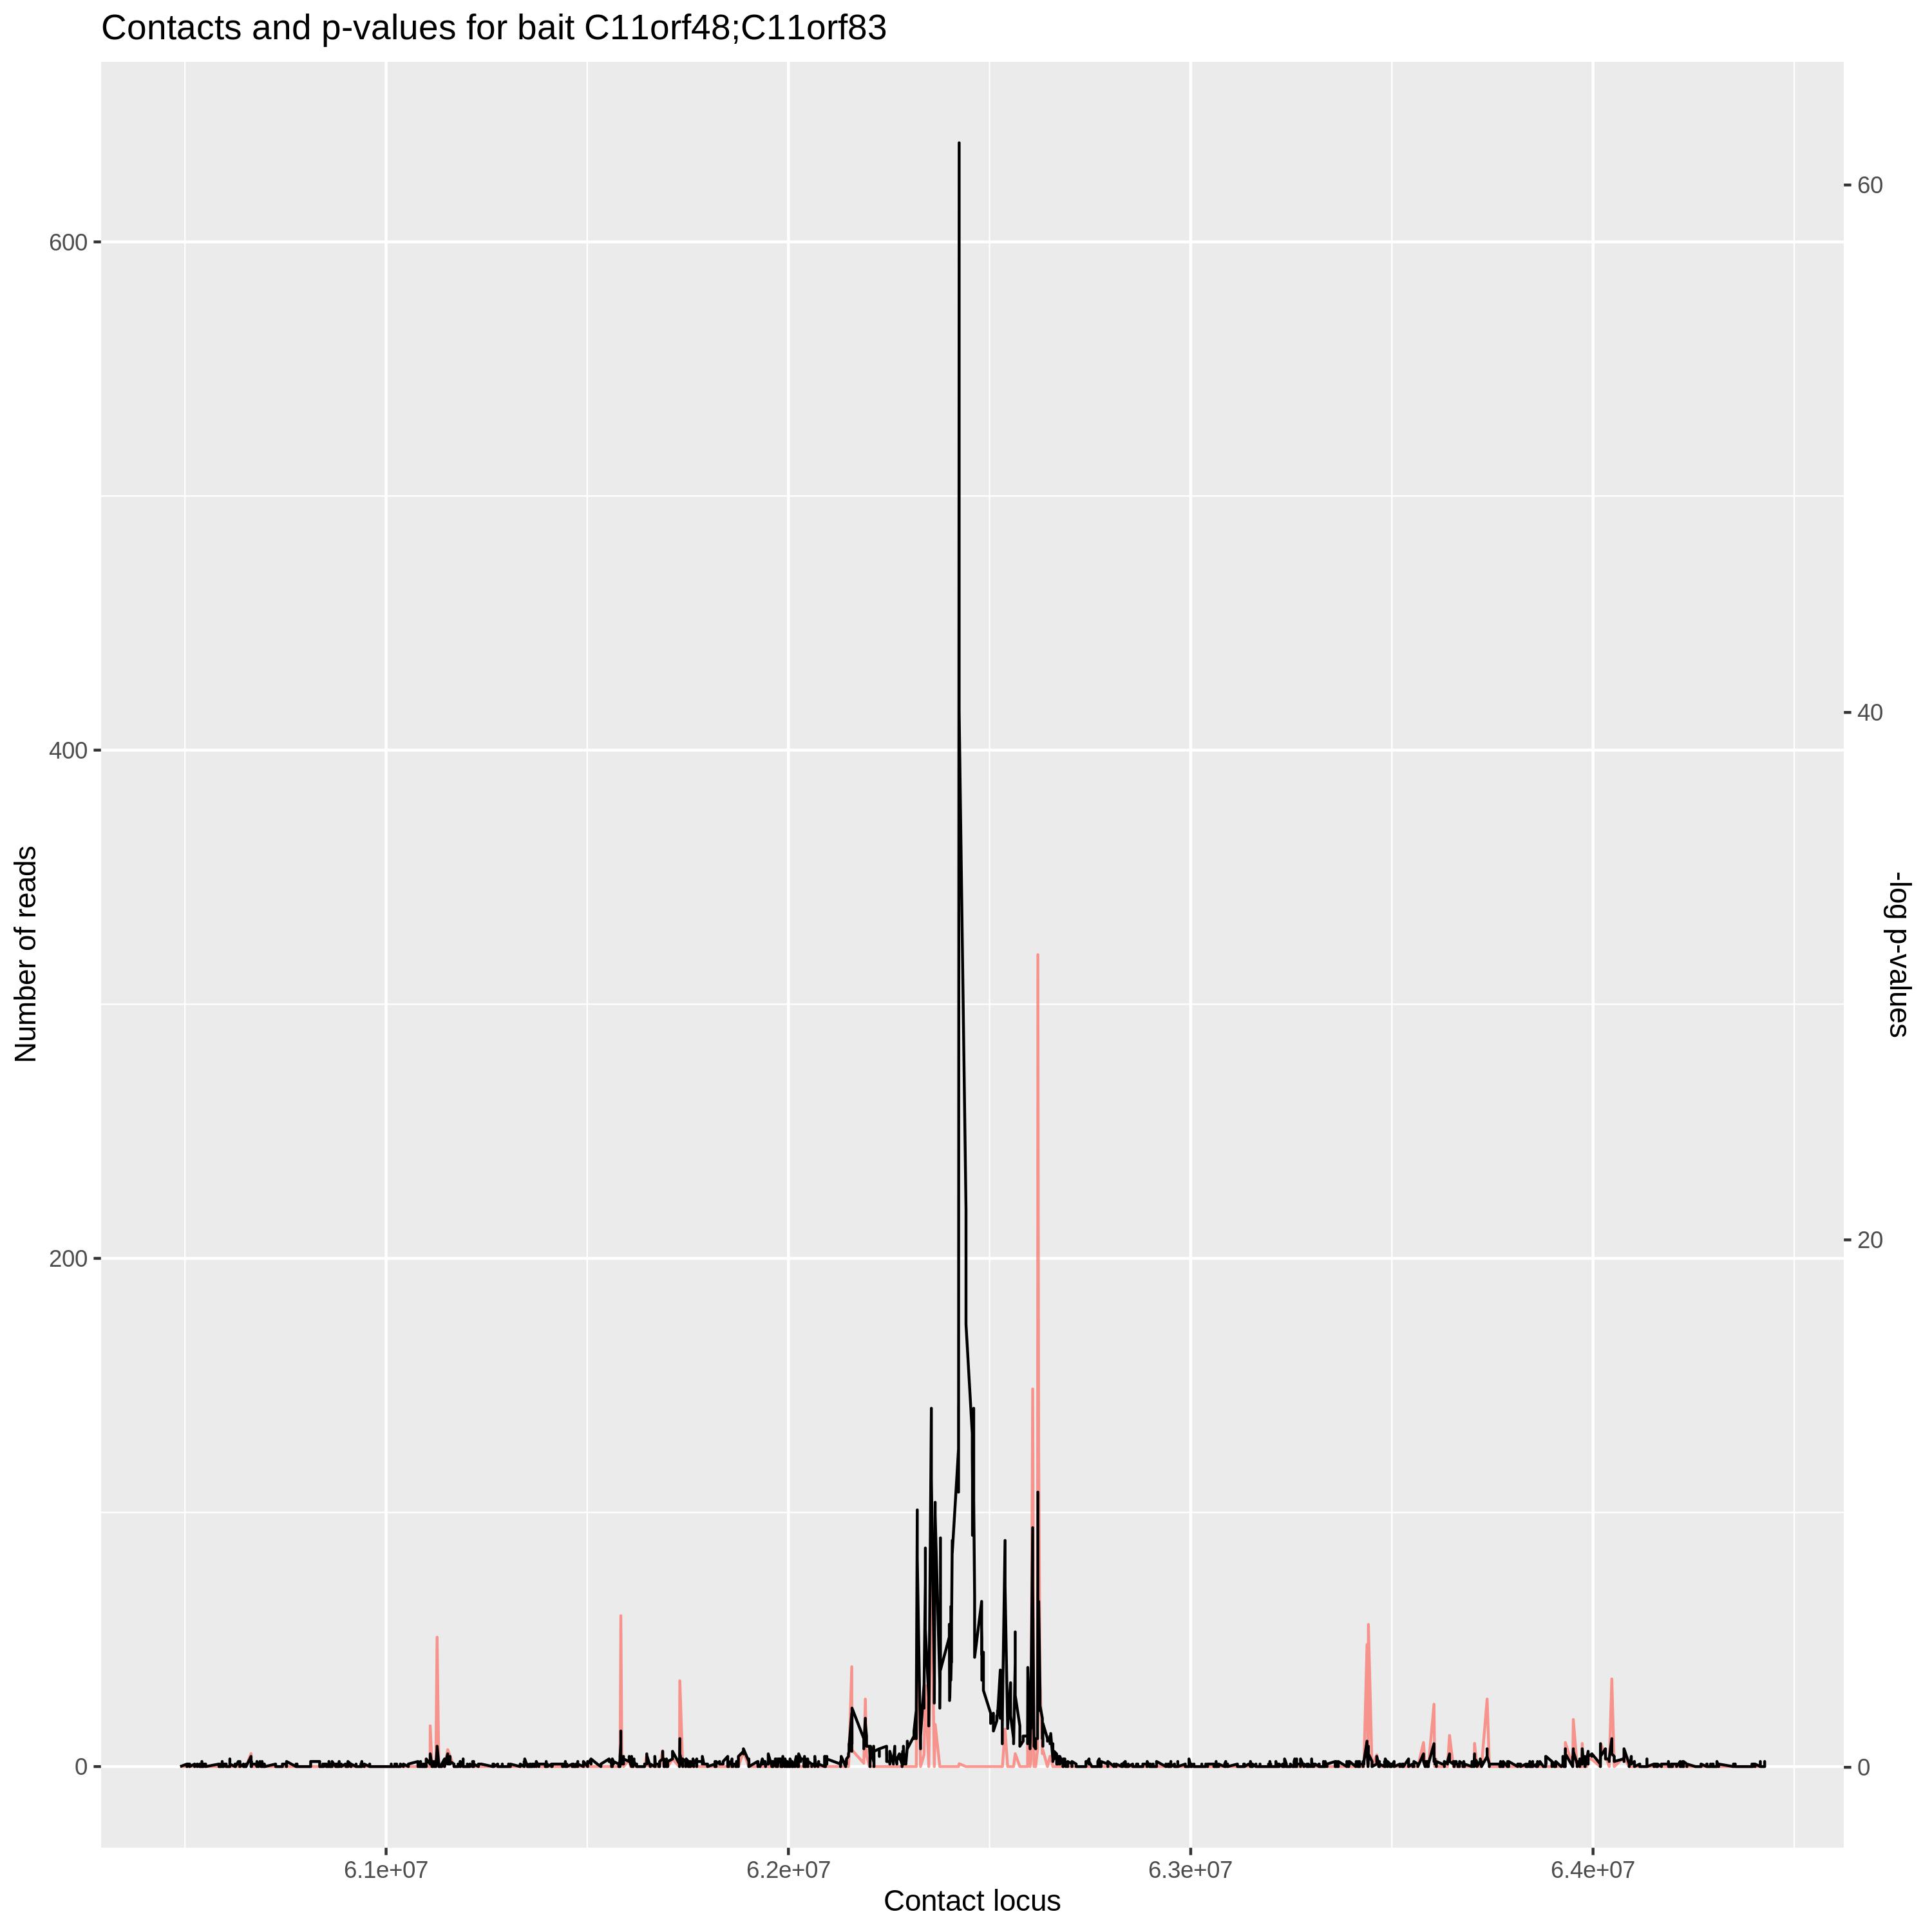 Contacts and p-values for bait C11orf48;C11orf83
600
400
200
0
60
40
20
0
Number of reads
-log p-values
6.1e+07
6.2e+07
6.3e+07
6.4e+07
Contact locus